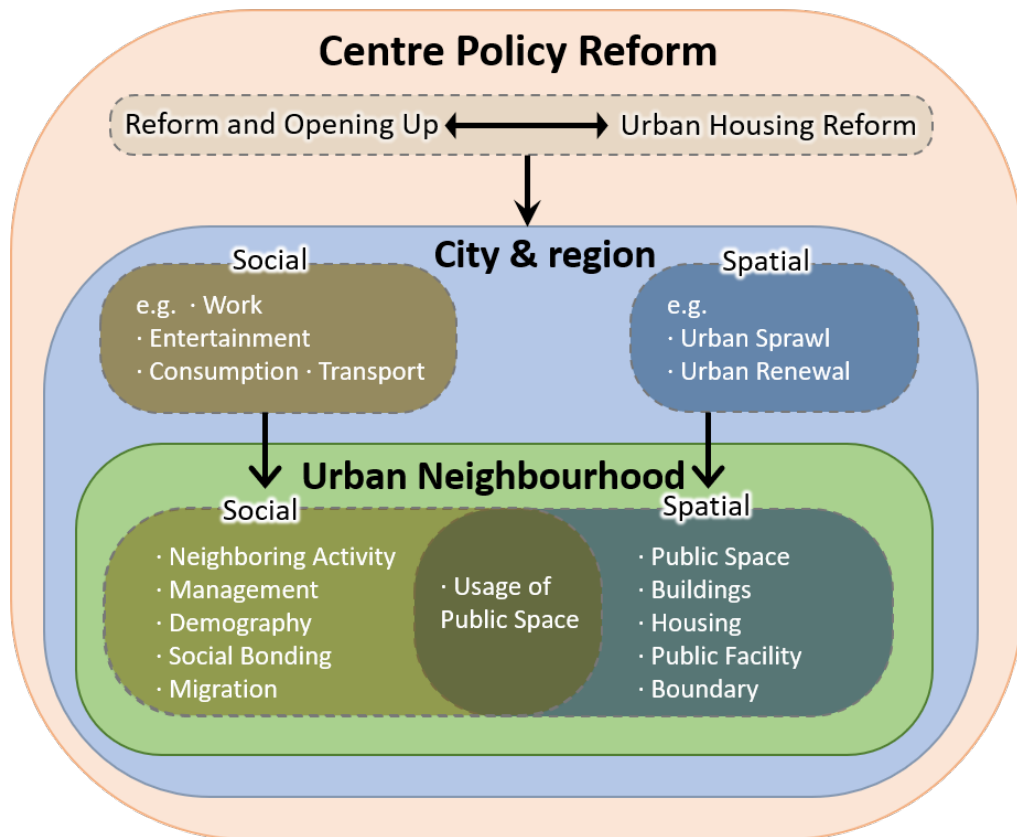 Centre Policy Reform
Reform and Opening Up
Urban Housing Reform
City & region
Social
e.g. · Work
· Entertainment
· Consumption · Transport
Spatial
e.g.
· Urban Sprawl
· Urban Renewal
Urban Neighbourhood
Social
· Neighboring Activity
· Management
· Demography
· Social Bonding
· Migration
· Usage of
Public Space
Spatial
· Public Space
· Buildings
· Housing
· Public Facility
· Boundary